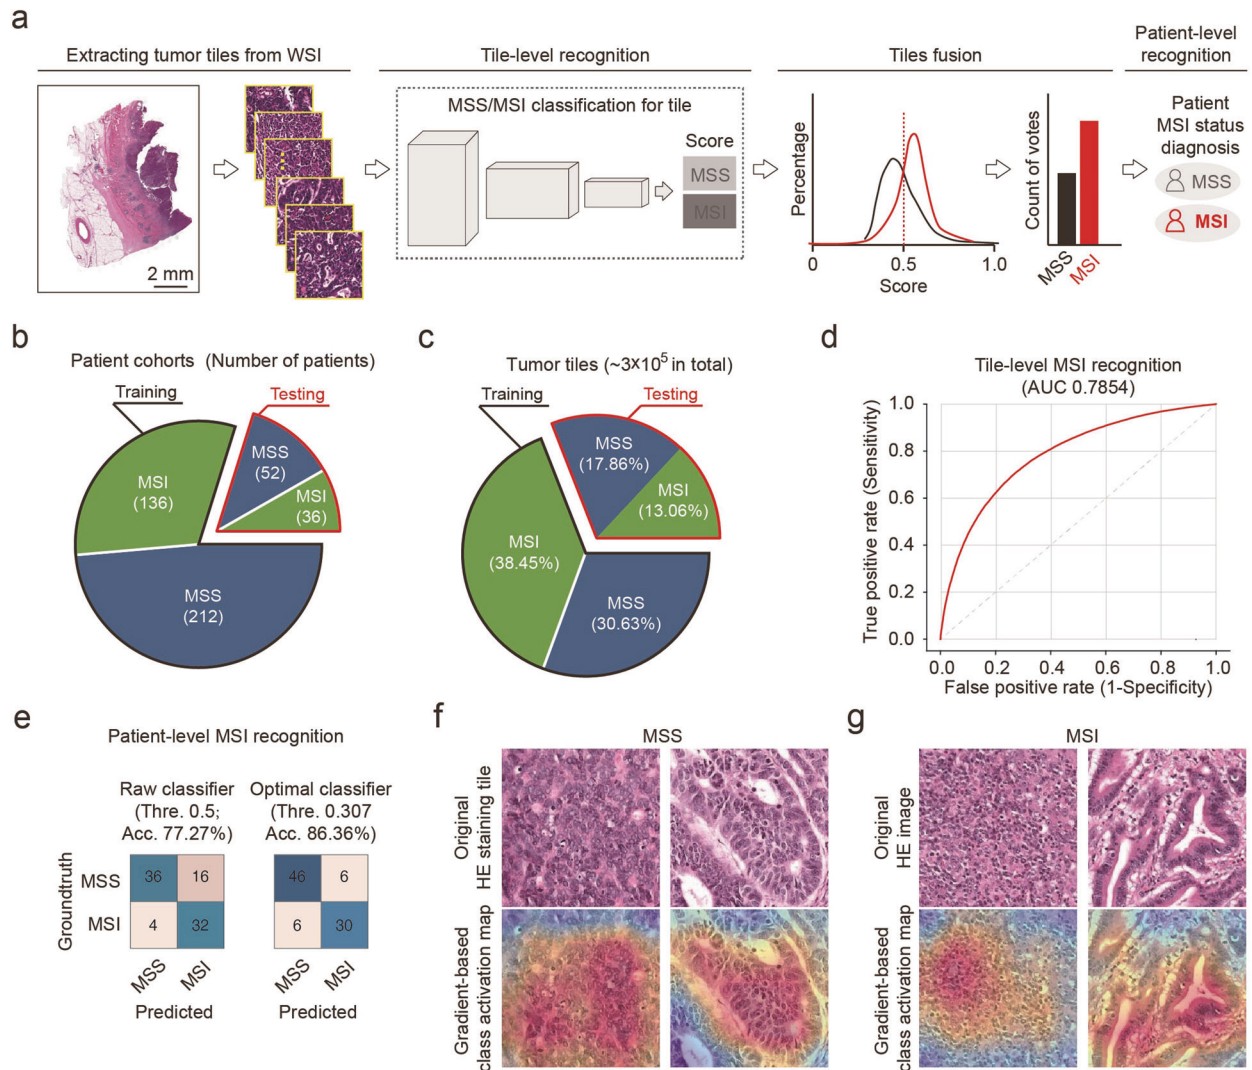 a
Extracting tumor tiles from WSI
Tile-level recognition
Tiles fusion
Patient-level
recognition
2 mm
MSS/MSI classification for tile
Score
MSS
MSI
Percentage
0
0.5
1.0
Score
Count of votes
MSS
MSI
Patient
MSI status
diagnosis
MSS
MSI
b
Patient cohorts (Number of patients)
Training
Testing
MSI
(136)
MSS
(52)
MSI
(36)
MSS
(212)
c
Tumor tiles (~3x10⁵ in total)
Training
Testing
MSS
(17.86%)
MSI
(13.06%)
MSI
(38.45%)
MSS
(30.63%)
d
Tile-level MSI recognition
(AUC 0.7854)
True positive rate (Sensitivity)
1.0
0.8
0.6
0.4
0.2
0.0
0.0
0.2
0.4
0.6
0.8
1.0
False positive rate (1-Specificity)
e
Patient-level MSI recognition
Raw classifier
(Thre. 0.5;
Acc. 77.27%)
Optimal classifier
(Thre. 0.307
Acc. 86.36%)
Groundtruth
MSS
MSI
36
16
4
32
46
6
6
30
MSS
MSI
MSS
MSI
Predicted
Predicted
f
MSS
Original
HE staining tile
Gradient-based
class activation map
g
MSI
Original
HE image
Gradient-based
class activation map